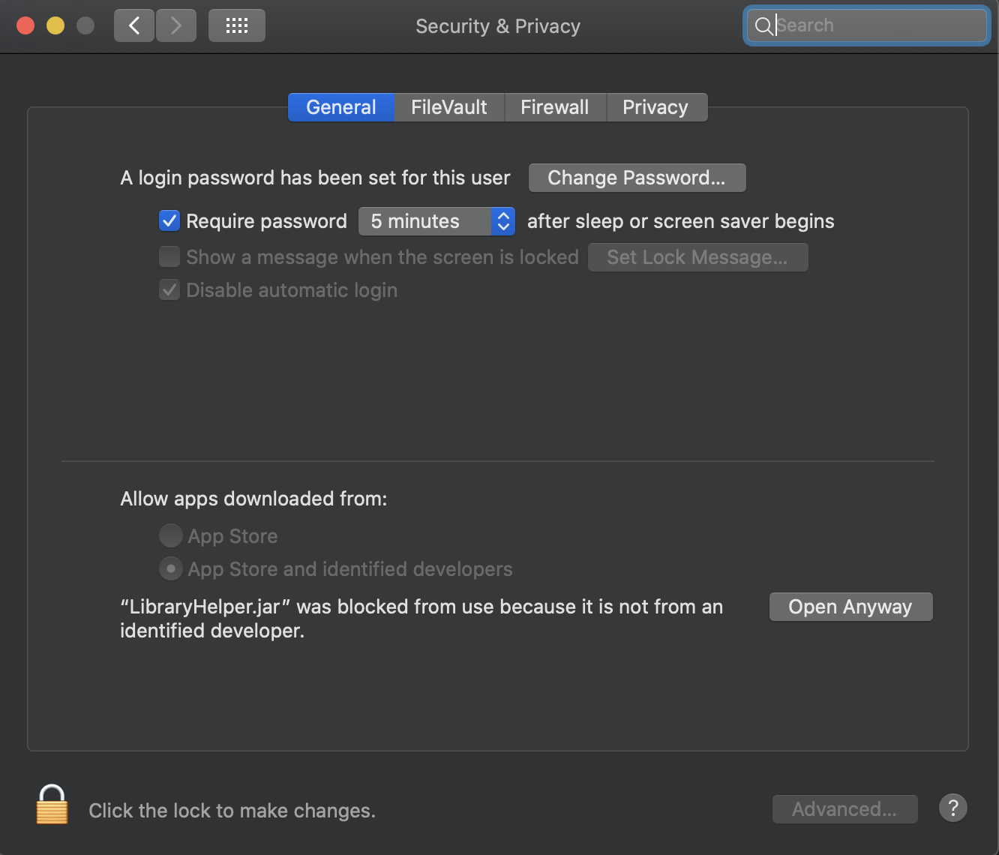 Security & Privacy
Search
General
FileVault
Firewall
Privacy
A login password has been set for this user
Change Password...
Require password
5 minutes
after sleep or screen saver begins
Show a message when the screen is locked
Set Lock Message...
Disable automatic login
Allow apps downloaded from:
App Store
App Store and identified developers
“LibraryHelper.jar” was blocked from use because it is not from an
identified developer.
Open Anyway
Click the lock to make changes.
Advanced...
?